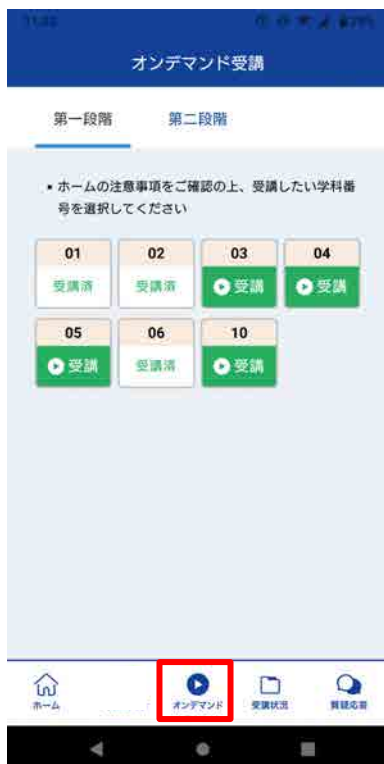 オンデマンド受講
第一段階 第二段階
▪ ホームの注意事項をご確認の上、受講したい学科番
号を選択してください
01 02 03 04
受講済 受講済 受講 受講
05 06 10
受講 受講済 受講
ホーム オンデマンド 受講状況 質疑応答